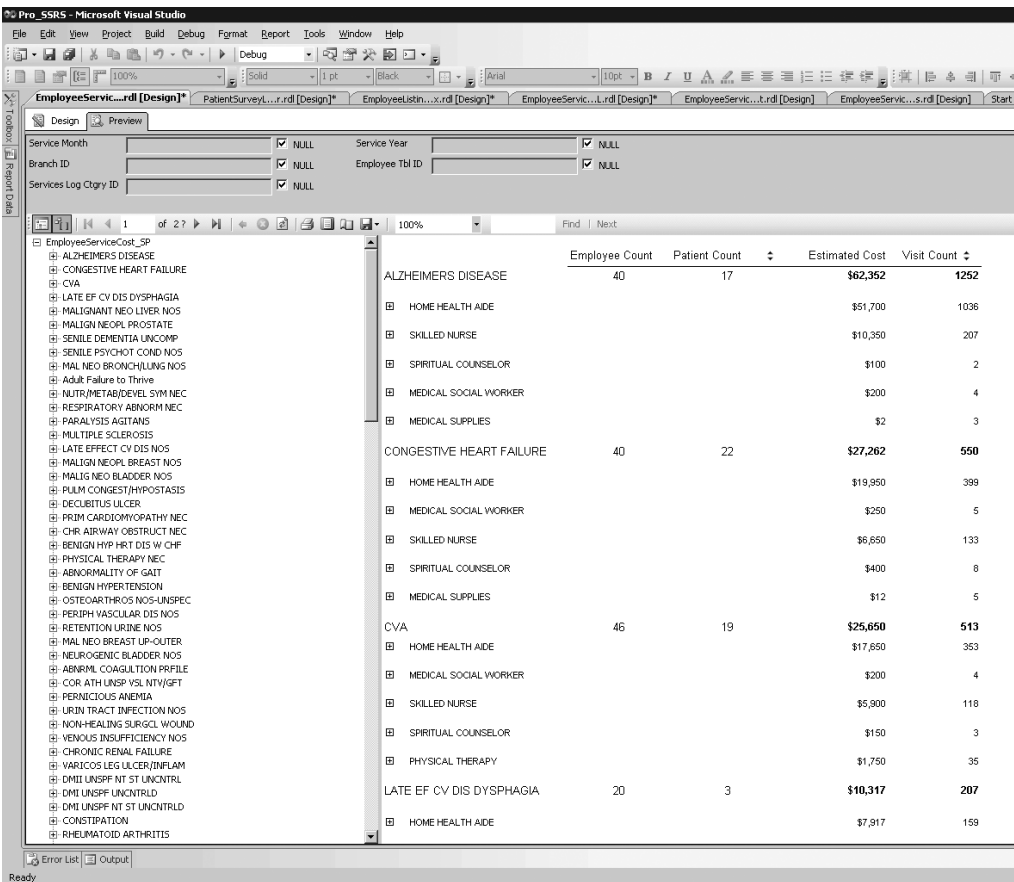 Pro_SSRS - Microsoft Visual Studio
File Edit View Project Build Debug Format Report Tools Window Help
Debug
100% Solid 1 pt Black Arial 10pt B I U A
EmployeeServic....rdl [Design]* PatientSurveyL...r.rdl [Design]* EmployeeListin...x.rdl [Design]* EmployeeServic...L.rdl [Design]* EmployeeServic...t.rdl [Design] EmployeeServic...s.rdl [Design] Start
Toolbox
Report Data
Design Preview
Service Month NULL Service Year NULL
Branch ID NULL Employee Tbl ID NULL
Services Log Ctgry ID NULL
1 of 2? 100% Find | Next
EmployeeServiceCost_SP
ALZHEIMERS DISEASE
CONGESTIVE HEART FAILURE
CVA
LATE EF CV DIS DYSPHAGIA
MALIGNANT NEO LIVER NOS
MALIGN NEOPL PROSTATE
SENILE DEMENTIA UNCOMP
SENILE PSYCHOT COND NOS
MAL NEO BRONCH/LUNG NOS
Adult Failure to Thrive
NUTR/METAB/DEVEL SYM NEC
RESPIRATORY ABNORM NEC
PARALYSIS AGITANS
MULTIPLE SCLEROSIS
LATE EFFECT CV DIS NOS
MALIGN NEOPL BREAST NOS
MALIG NEO BLADDER NOS
PULM CONGEST/HYPOSTASIS
DECUBITUS ULCER
PRIM CARDIOMYOPATHY NEC
CHR AIRWAY OBSTRUCT NEC
BENIGN HYP HRT DIS W CHF
PHYSICAL THERAPY NEC
ABNORMALITY OF GAIT
BENIGN HYPERTENSION
OSTEOARTHROS NOS-UNSPEC
PERIPH VASCULAR DIS NOS
RETENTION URINE NOS
MAL NEO BREAST UP-OUTER
NEUROGENIC BLADDER NOS
ABNRML COAGULTION PRFILE
COR ATH UNSP VSL NTV/GFT
PERNICIOUS ANEMIA
URIN TRACT INFECTION NOS
NON-HEALING SURGCL WOUND
VENOUS INSUFFICIENCY NOS
CHRONIC RENAL FAILURE
VARICOS LEG ULCER/INFLAM
DMII UNSPF NT ST UNCNTRL
DMI UNSPF UNCNTRLD
DMI UNSPF NT ST UNCNTRLD
CONSTIPATION
RHEUMATOID ARTHRITIS
Employee Count Patient Count Estimated Cost Visit Count
ALZHEIMERS DISEASE 40 17 $62,352 1252
HOME HEALTH AIDE $51,700 1036
SKILLED NURSE $10,350 207
SPIRITUAL COUNSELOR $100 2
MEDICAL SOCIAL WORKER $200 4
MEDICAL SUPPLIES $2 3
CONGESTIVE HEART FAILURE 40 22 $27,262 550
HOME HEALTH AIDE $19,950 399
MEDICAL SOCIAL WORKER $250 5
SKILLED NURSE $6,650 133
SPIRITUAL COUNSELOR $400 8
MEDICAL SUPPLIES $12 5
CVA 46 19 $25,650 513
HOME HEALTH AIDE $17,650 353
MEDICAL SOCIAL WORKER $200 4
SKILLED NURSE $5,900 118
SPIRITUAL COUNSELOR $150 3
PHYSICAL THERAPY $1,750 35
LATE EF CV DIS DYSPHAGIA 20 3 $10,317 207
HOME HEALTH AIDE $7,917 159
Error List Output
Ready